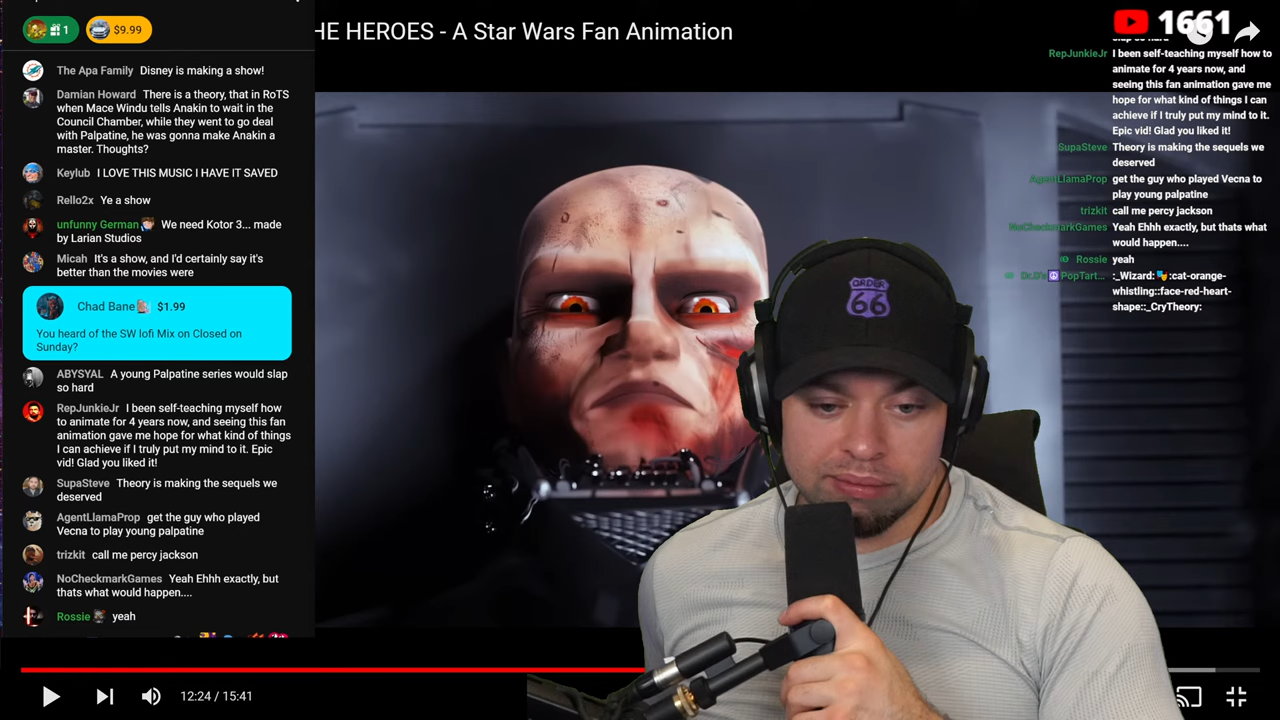 1
$9.99
HE HEROES - A Star Wars Fan Animation
1661
The Apa Family Disney is making a show!
Damian Howard There is a theory, that in RoTS
when Mace Windu tells Anakin to wait in the
Council Chamber, while they went to go deal
with Palpatine, he was gonna make Anakin a
master. Thoughts?
Keylub I LOVE THIS MUSIC I HAVE IT SAVED
Rello2x Ye a show
unfunny German We need Kotor 3... made
by Larian Studios
Micah It's a show, and I'd certainly say it's
better than the movies were
Chad Bane $1.99
You heard of the SW lofi Mix on Closed on
Sunday?
ABYSYAL A young Palpatine series would slap
so hard
RepJunkieJr I been self-teaching myself how
to animate for 4 years now, and seeing this fan
animation gave me hope for what kind of things
I can achieve if I truly put my mind to it. Epic
vid! Glad you liked it!
SupaSteve Theory is making the sequels we
deserved
AgentLlamaProp get the guy who played
Vecna to play young palpatine
trizkit call me percy jackson
NoCheckmarkGames Yeah Ehhh exactly, but
thats what would happen....
Rossie yeah
slap so hard
RepJunkieJr I been self-teaching myself how to
animate for 4 years now, and
seeing this fan animation gave me
hope for what kind of things I can
achieve if I truly put my mind to it.
Epic vid! Glad you liked it!
SupaSteve Theory is making the sequels we
deserved
AgentLlamaProp get the guy who played Vecna to
play young palpatine
trizkit call me percy jackson
NoCheckmarkGames Yeah Ehhh exactly, but thats what
would happen....
Rossie yeah
Dr.D's PopTart... :_Wizard: :cat-orange-
whistling::face-red-heart-
shape::_CryTheory:
ORDER
66
12:24 / 15:41